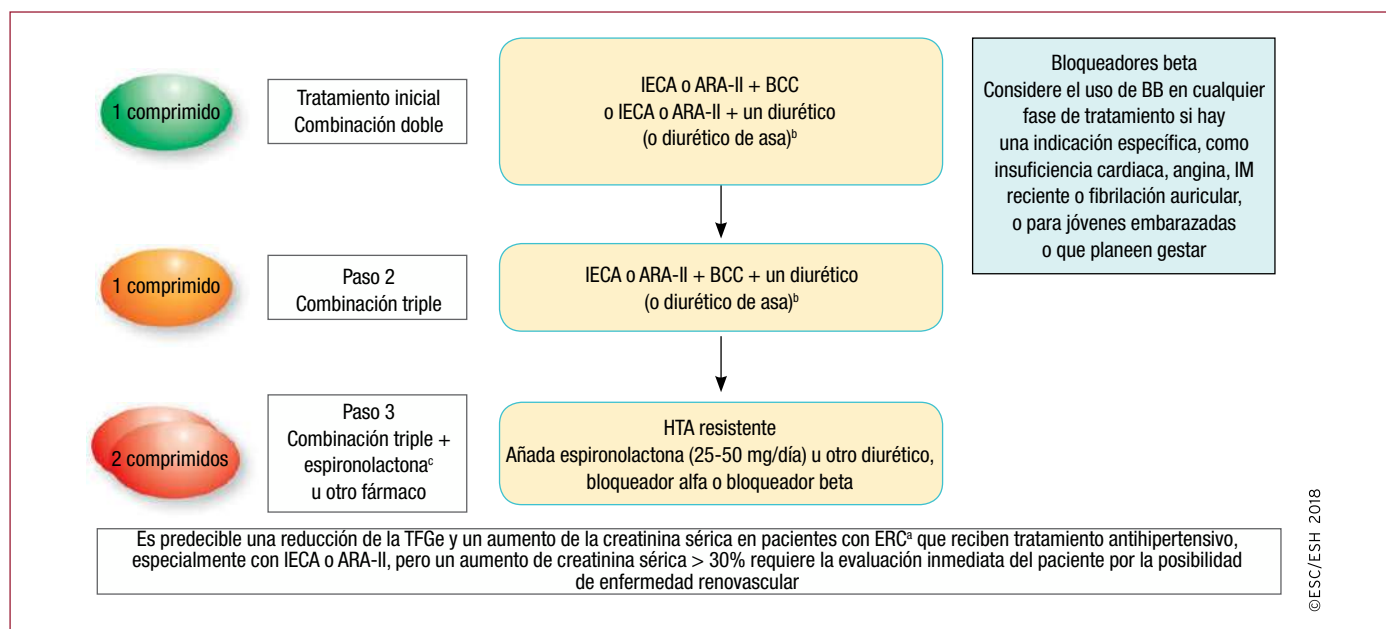 1 comprimido
Tratamiento inicial
Combinación doble
IECA o ARA-II + BCC
o IECA o ARA-II + un diurético
(o diurético de asa)ᵇ
Bloqueadores beta
Considere el uso de BB en cualquier
fase de tratamiento si hay
una indicación específica, como
insuficiencia cardiaca, angina, IM
reciente o fibrilación auricular,
o para jóvenes embarazadas
o que planeen gestar
1 comprimido
Paso 2
Combinación triple
IECA o ARA-II + BCC + un diurético
(o diurético de asa)ᵇ
2 comprimidos
Paso 3
Combinación triple +
espironolactonaᶜ
u otro fármaco
HTA resistente
Añada espironolactona (25-50 mg/día) u otro diurético,
bloqueador alfa o bloqueador beta
Es predecible una reducción de la TFGe y un aumento de la creatinina sérica en pacientes con ERCᵃ que reciben tratamiento antihipertensivo,
especialmente con IECA o ARA-II, pero un aumento de creatinina sérica > 30% requiere la evaluación inmediata del paciente por la posibilidad
de enfermedad renovascular
©ESC/ESH 2018